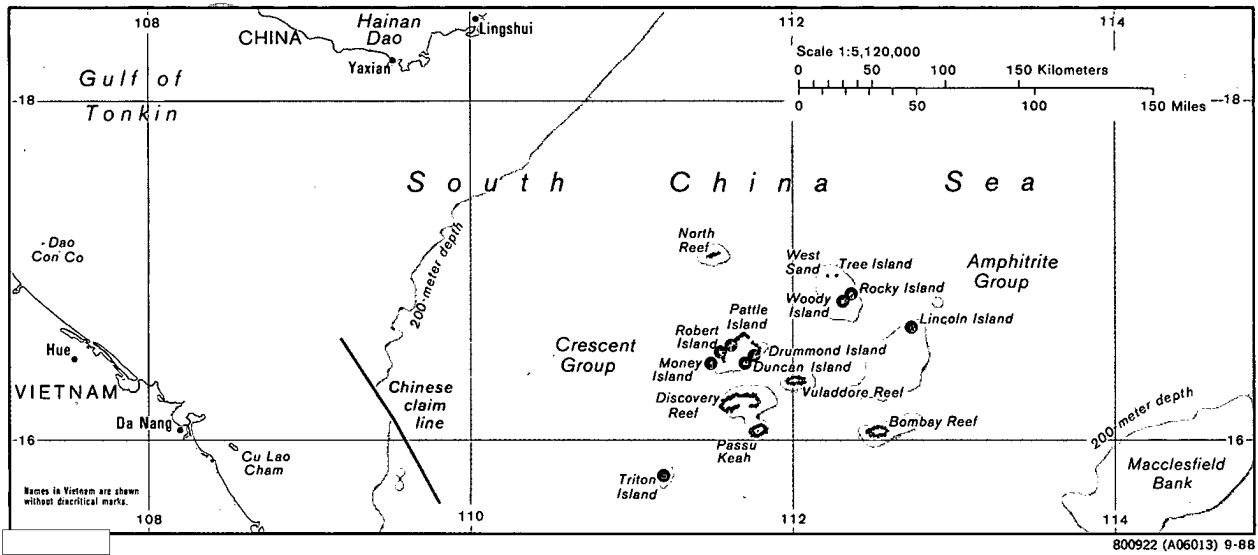 108
Hainan
Dao
CHINA
Lingshui
Yaxian
112
114
Scale 1:5,120,000
0 50 100 150 Kilometers
0 50 100 150 Miles
18
Gulf of
Tonkin
18
South China Sea
Dao
Con Co
200-meter depth
North
Reef
West
Sand
Tree Island
Amphitrite
Group
Rocky Island
Woody
Island
Lincoln Island
Pattle
Island
Robert
Island
Crescent
Group
Drummond Island
Money
Island
Duncan Island
Hue
VIETNAM
Chinese
claim
line
Vuladdore Reef
Discovery
Reef
Da Nang
Bombay Reef
200-meter depth
16
16
Passu
Keah
Cu Lao
Cham
Macclesfield
Bank
Triton
Island
Names in Vietnam are shown
without diacritical marks.
108
110
112
114
800922 (A06013) 9-88